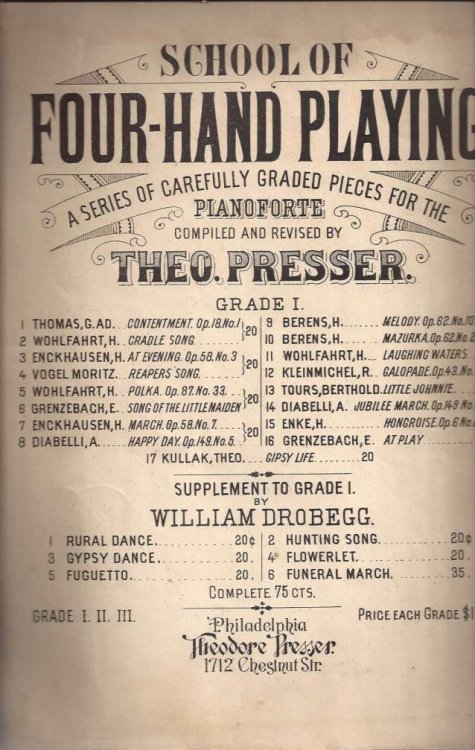 SCHOOL OF
FOUR-HAND PLAYING
A SERIES OF CAREFULLY GRADED PIECES FOR THE
PIANOFORTE
COMPILED AND REVISED BY
THEO. PRESSER.
GRADE I.
1 THOMAS, G. AD. . CONTENTMENT. Op. 18. No. 1
2 WOHLFAHRT, H. . CRADLE SONG. } 20
3 ENCKHAUSEN, H. AT EVENING. Op. 58. No. 3
4 VOGEL MORITZ. . REAPERS' SONG. } 20
5 WOHLFAHRT, H. . POLKA. Op. 87. No. 33.
6 GRENZEBACH, E. SONG OF THE LITTLE MAIDEN } 20
7 ENCKHAUSEN, H. MARCH. Op. 58. No. 7.
8 DIABELLI, A. . . HAPPY DAY. Op. 149. No. 5. } 20
9 BERENS, H. . . . . MELODY. Op. 62. No. 10
10 BERENS, H. . . . . MAZURKA. Op. 62. No. 2
11 WOHLFAHRT, H. . . . LAUGHING WATERS
12 KLEINMICHEL, R. . GALOPADE. Op. 43. No.
13 TOURS, BERTHOLD. LITTLE JOHNNIE.
14 DIABELLI, A. JUBILEE MARCH. Op. 149 No.
15 ENKE, H. . . . . HONGROISE. Op. 6 No.
16 GRENZEBACH, E. . . AT PLAY
17 KULLAK, THEO. . . . . GIPSY LIFE. . . . . 20
SUPPLEMENT TO GRADE I.
BY
WILLIAM DROBEGG.
1 RURAL DANCE. . . . . . . 20¢
3 GYPSY DANCE. . . . . . . 20.
5 FUGUETTO. . . . . . . . . 20.
2 HUNTING SONG. . . . . . . 20¢
4 FLOWERLET. . . . . . . . 20.
6 FUNERAL MARCH. . . . . 35.
COMPLETE 75 CTS.
GRADE I. II. III.
PRICE EACH GRADE $1
Philadelphia
Theodore Presser.
1712 Chestnut Str.